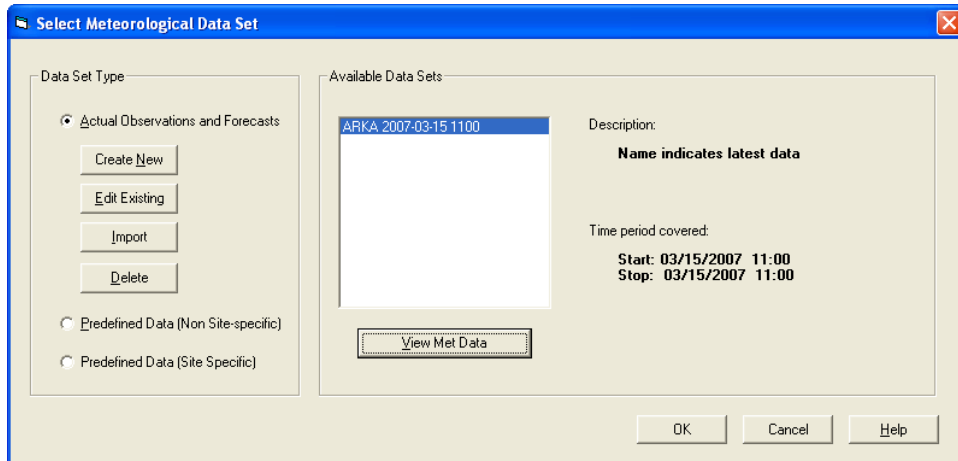 Select Meteorological Data Set
Data Set Type
Actual Observations and Forecasts
Create New
Edit Existing
Import
Delete
Predefined Data (Non Site-specific)
Predefined Data (Site Specific)
Available Data Sets
ARKA 2007-03-15 1100
View Met Data
Description:
Name indicates latest data
Time period covered:
Start: 03/15/2007 11:00
Stop: 03/15/2007 11:00
OK
Cancel
Help